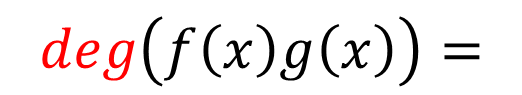 deg(f(x)g(x)) =